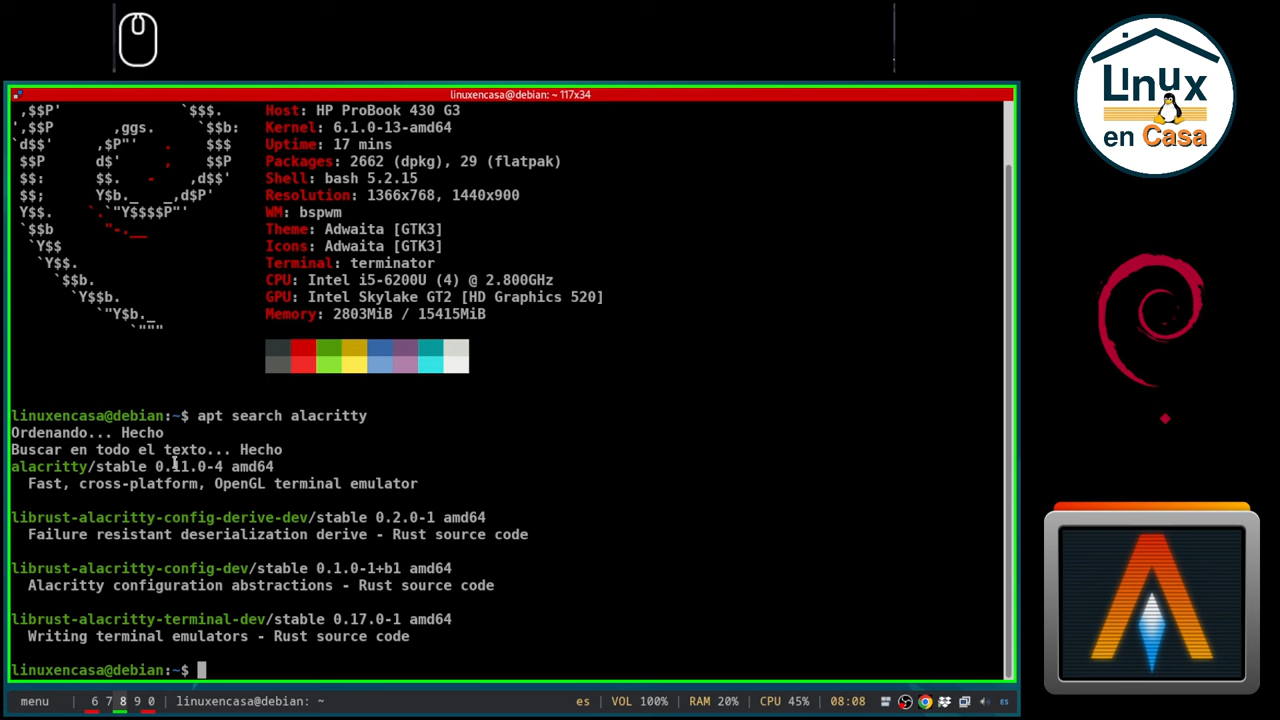 LInux
en Casa
linuxencasa@debian: ~ 117x34
,$$P'                   `$$$.     Host: HP ProBook 430 G3
',$$P       ,ggs.     `$$b:   Kernel: 6.1.0-13-amd64
`d$$'     ,$P"'   .    $$$    Uptime: 17 mins
 $$P      d$'     ,    $$P    Packages: 2662 (dpkg), 29 (flatpak)
 $$:      $$.   -    ,d$$'    Shell: bash 5.2.15
 $$;      Y$b._   _,d$P'      Resolution: 1366x768, 1440x900
 Y$$.    `.`"Y$$$$P"'         WM: bspwm
 `$$b      "-.__              Theme: Adwaita [GTK3]
  `Y$$                        Icons: Adwaita [GTK3]
   `Y$$.                      Terminal: terminator
     `$$b.                    CPU: Intel i5-6200U (4) @ 2.800GHz
       `Y$$b.                 GPU: Intel Skylake GT2 [HD Graphics 520]
          `"Y$b._             Memory: 2803MiB / 15415MiB
              `"""
linuxencasa@debian:~$ apt search alacritty
Ordenando... Hecho
Buscar en todo el texto... Hecho
alacritty/stable 0.11.0-4 amd64
  Fast, cross-platform, OpenGL terminal emulator
librust-alacritty-config-derive-dev/stable 0.2.0-1 amd64
  Failure resistant deserialization derive - Rust source code
librust-alacritty-config-dev/stable 0.1.0-1+b1 amd64
  Alacritty configuration abstractions - Rust source code
librust-alacritty-terminal-dev/stable 0.17.0-1 amd64
  Writing terminal emulators - Rust source code
linuxencasa@debian:~$
menu | 6 7 8 9 0 | linuxencasa@debian: ~ es | VOL 100% | RAM 20% | CPU 45% | 08:08 ES